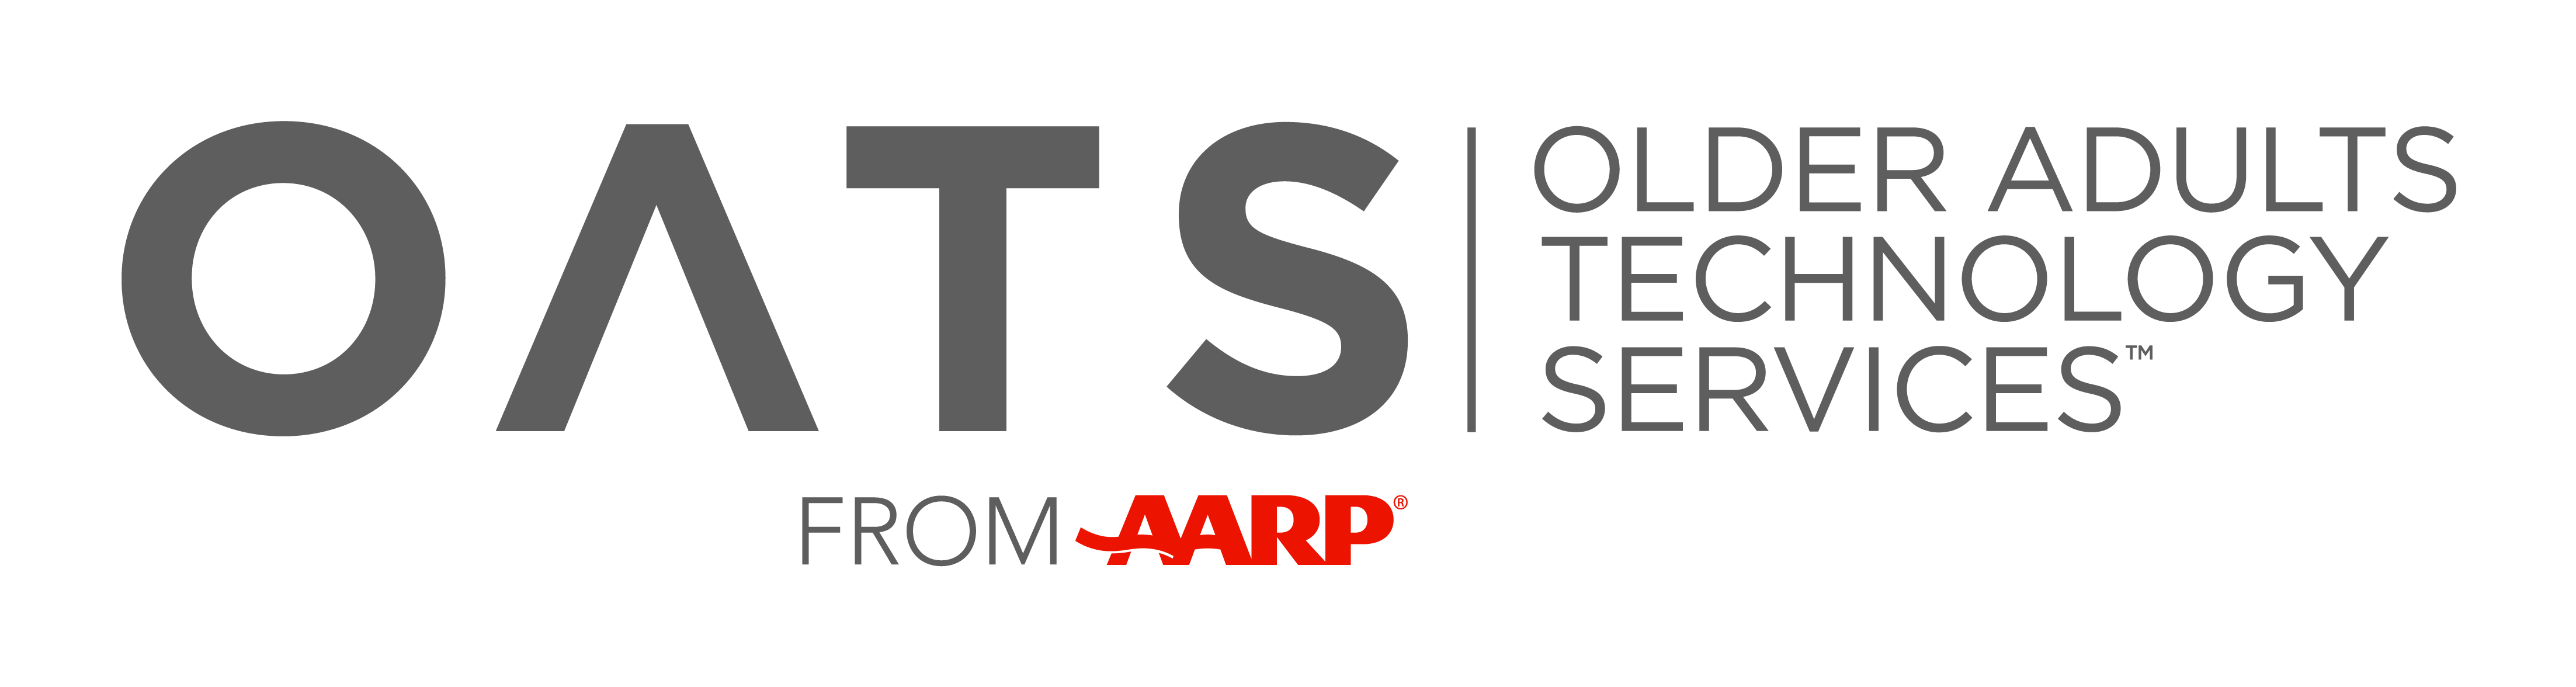 OATS
OLDER ADULTS
TECHNOLOGY
SERVICES™
FROM AARP®